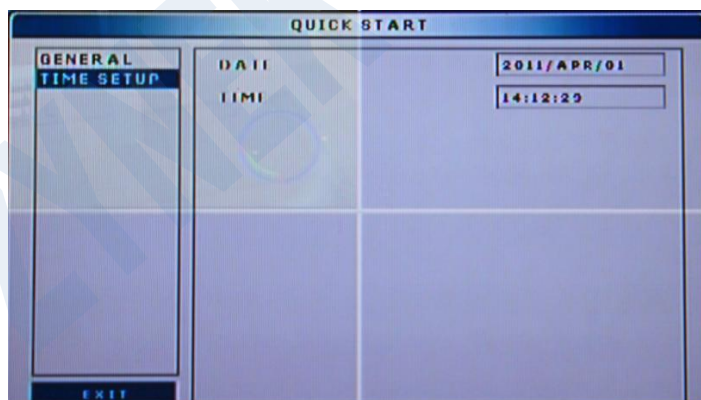 QUICK START
GENERAL
TIME SETUP
DATE
2011/APR/01
TIME
14:12:29
EXIT